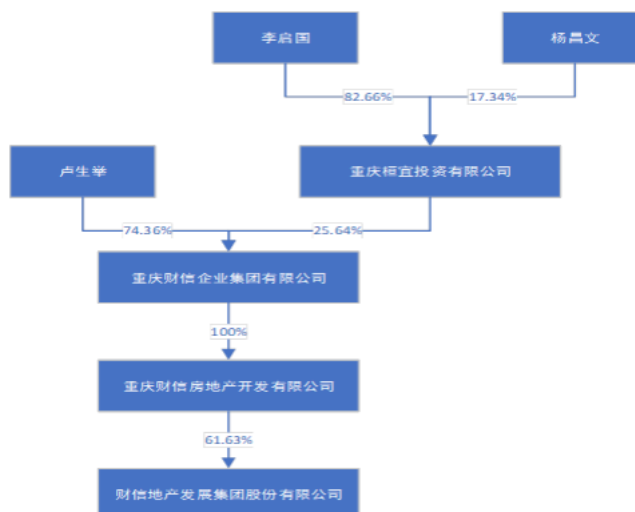 李启国
杨昌文
82.66%
17.34%
卢生举
重庆桓宜投资有限公司
74.36%
25.64%
重庆财信企业集团有限公司
100%
重庆财信房地产开发有限公司
61.63%
财信地产发展集团股份有限公司